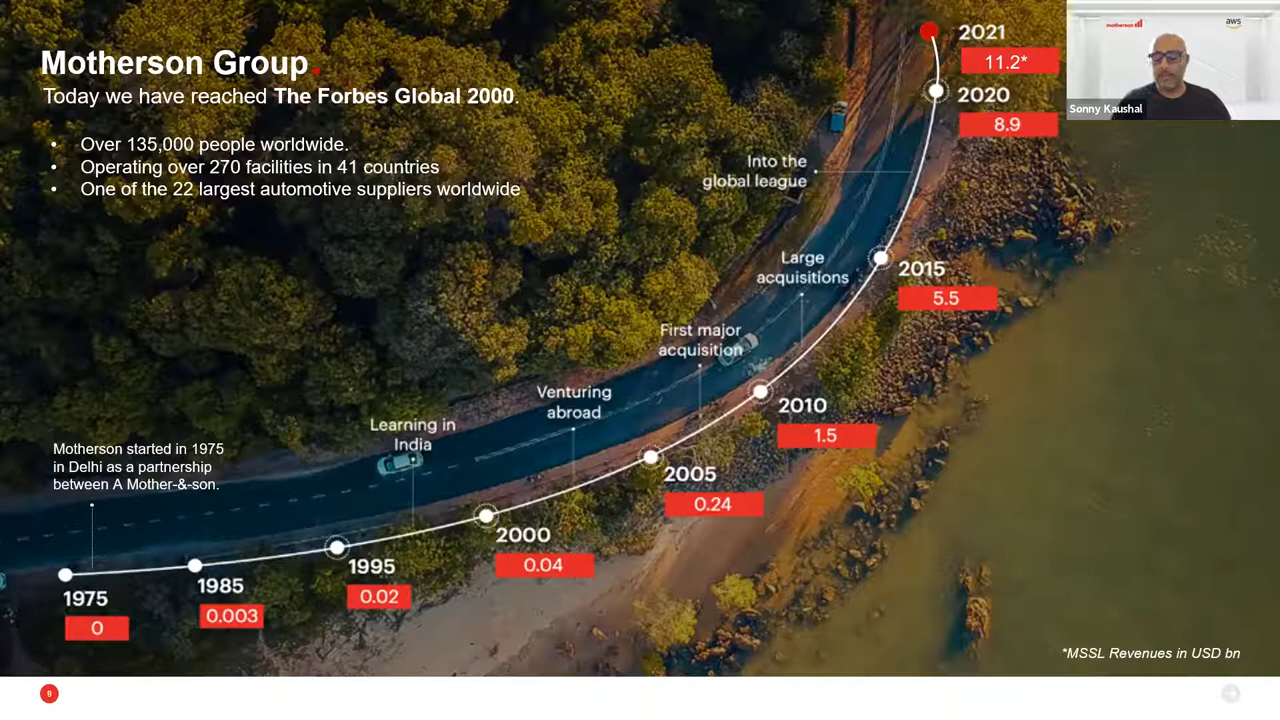 Motherson Group.
Today we have reached The Forbes Global 2000.
• Over 135,000 people worldwide.
• Operating over 270 facilities in 41 countries
• One of the 22 largest automotive suppliers worldwide
motherson
aws
Sonny Kaushal
2021
11.2*
2020
8.9
Into the
global league
Large
acquisitions
2015
5.5
First major
acquisition
2010
1.5
Venturing
abroad
2005
0.24
Learning in
India
2000
0.04
Motherson started in 1975
in Delhi as a partnership
between A Mother-&-son.
1995
0.02
1985
0.003
1975
0
*MSSL Revenues in USD bn
9